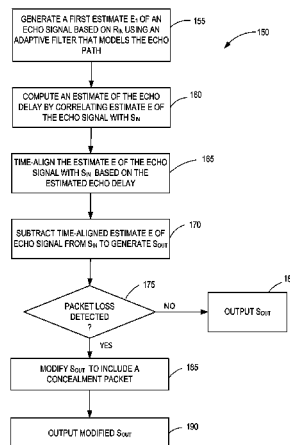 GENERATE A FIRST ESTIMATE E1 OF AN
ECHO SIGNAL BASED ON RIN USING AN
ADAPTIVE FILTER THAT MODELS THE ECHO
PATH
155
150
COMPUTE AN ESTIMATE OF THE ECHO
DELAY BY CORRELATING ESTIMATE E OF
THE ECHO SIGNAL WITH SIN
160
TIME-ALIGN THE ESTIMATE E OF THE ECHO
SIGNAL WITH SIN BASED ON THE
ESTIMATED ECHO DELAY
165
SUBTRACT TIME-ALIGNED ESTIMATE E OF
ECHO SIGNAL FROM SIN TO GENERATE SOUT
170
PACKET LOSS
DETECTED
?
175
NO
YES
OUTPUT SOUT
MODIFY SOUT TO INCLUDE A
CONCEALMENT PACKET
185
OUTPUT MODIFIED SOUT
190